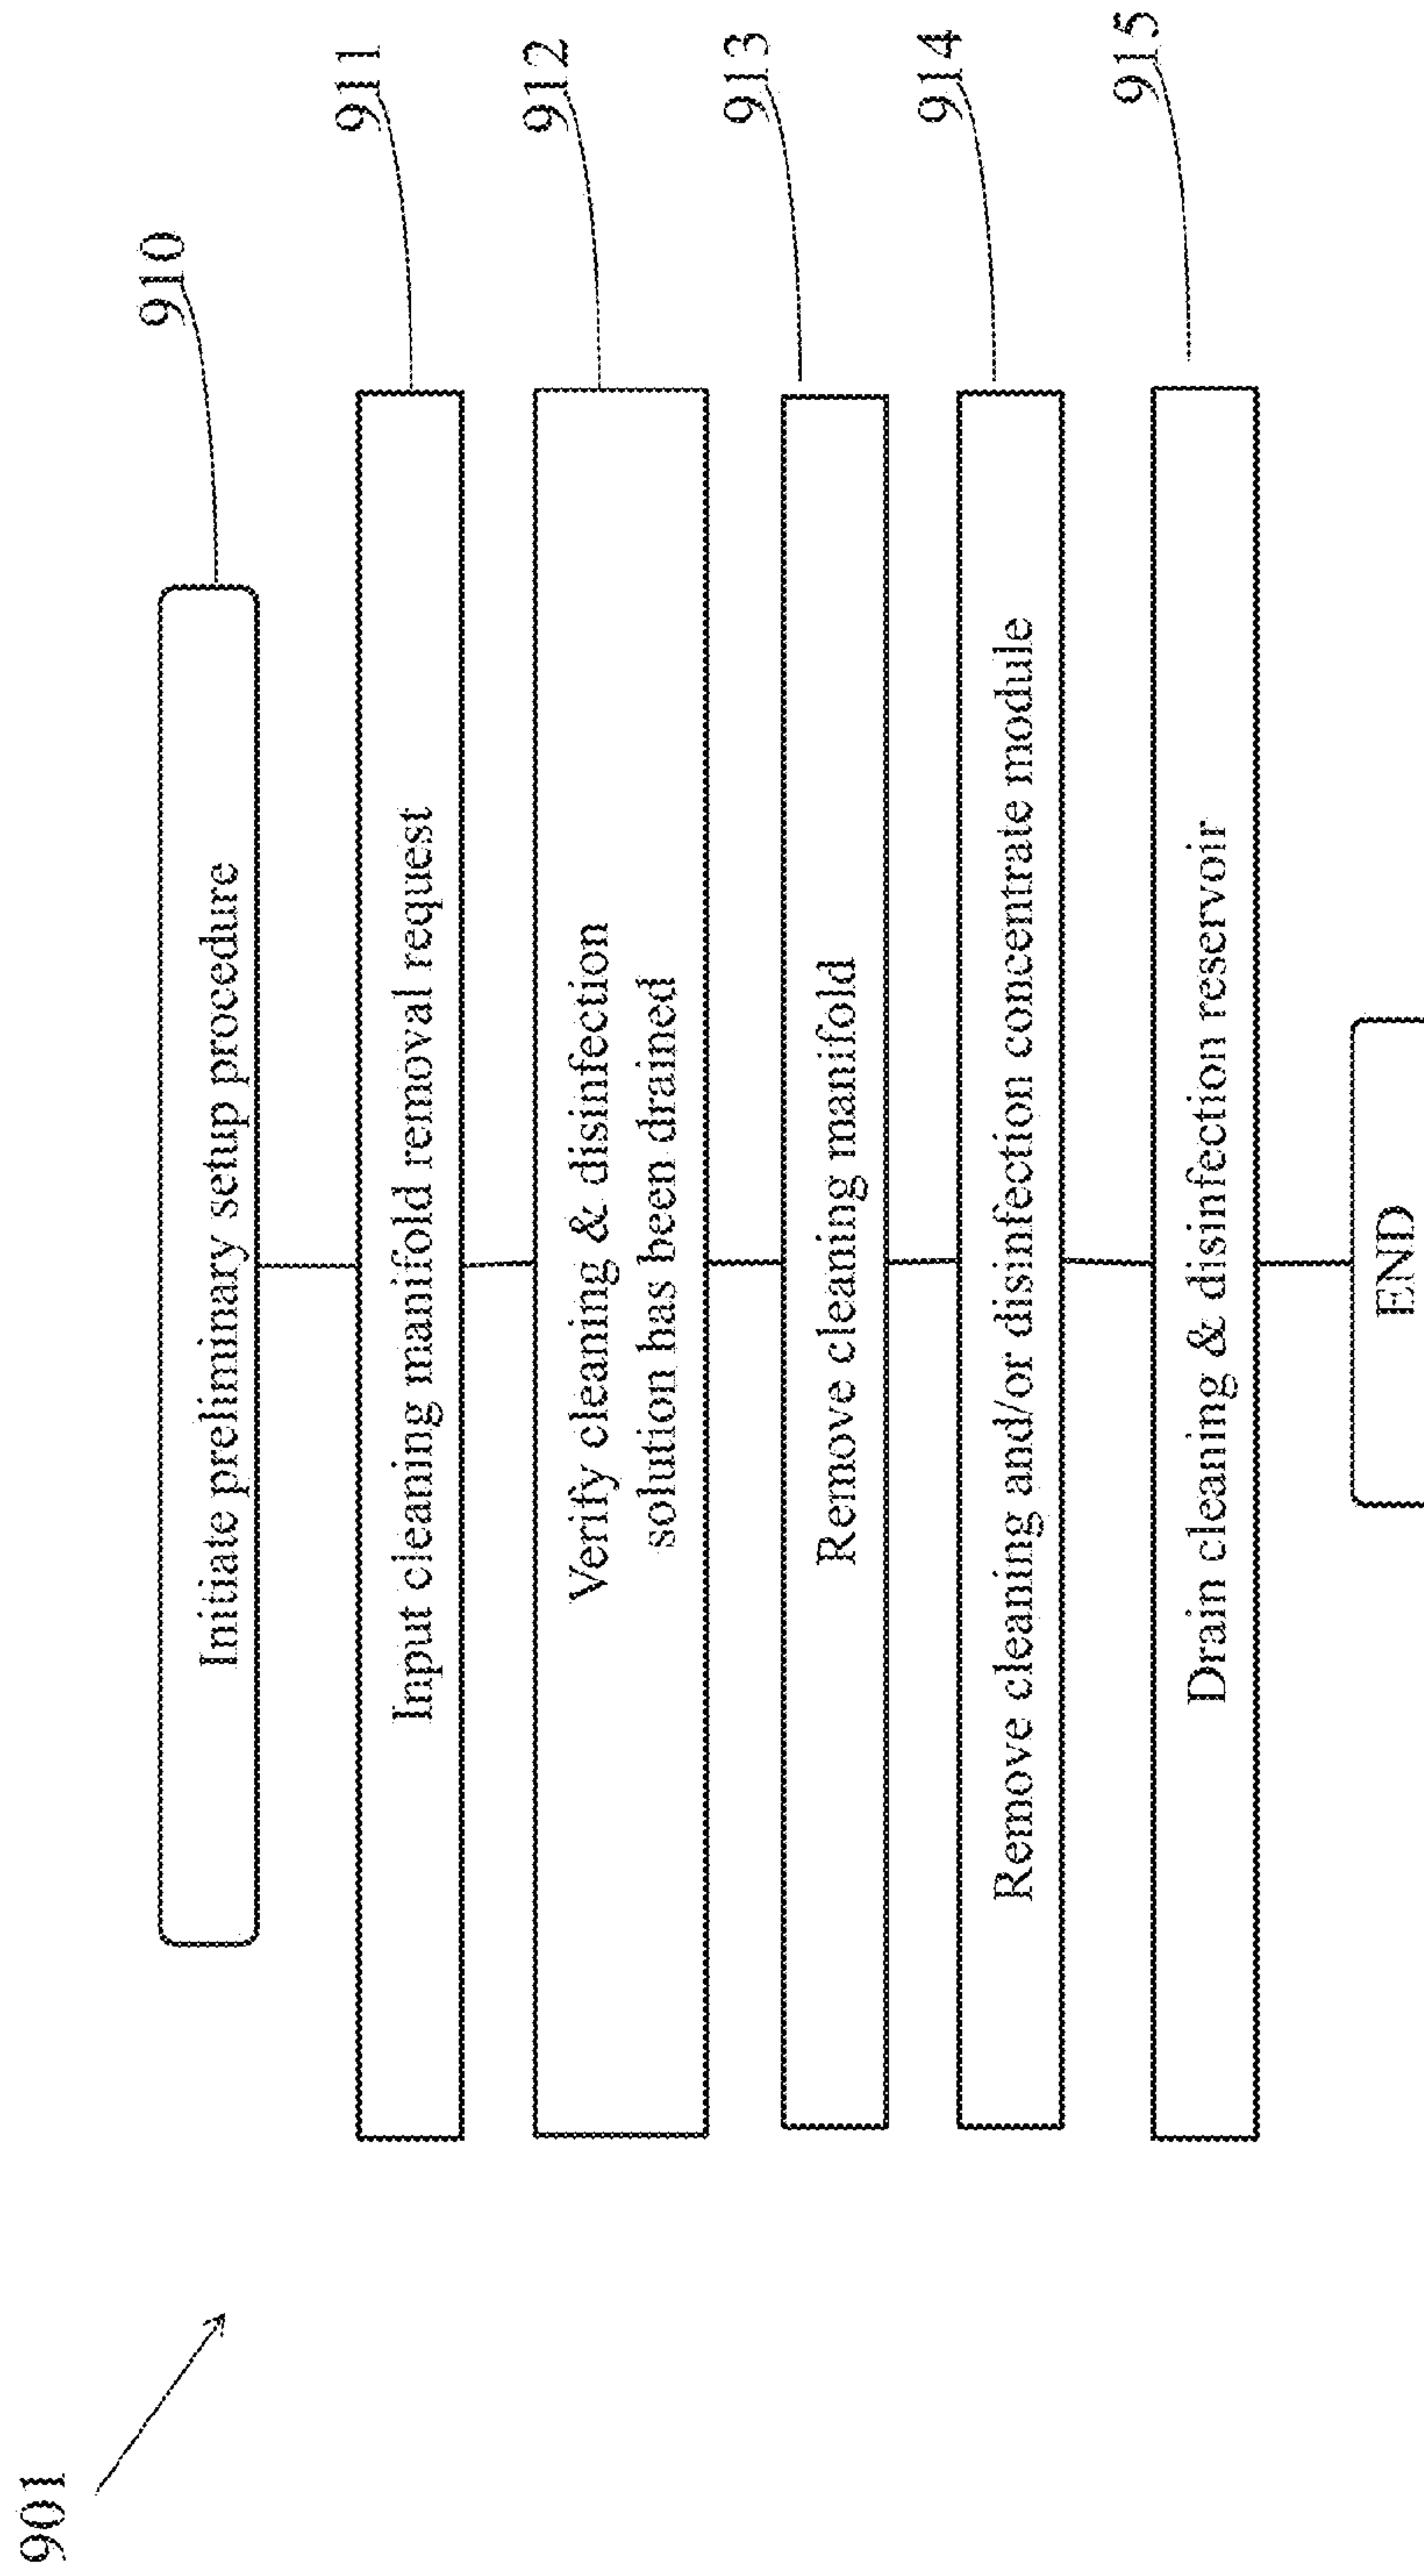 901
910
Initiate preliminary setup procedure
911
Input cleaning manifold removal request
912
Verify cleaning & disinfection
solution has been drained
913
Remove cleaning manifold
914
Remove cleaning and/or disinfection concentrate module
915
Drain cleaning & disinfection reservoir
END